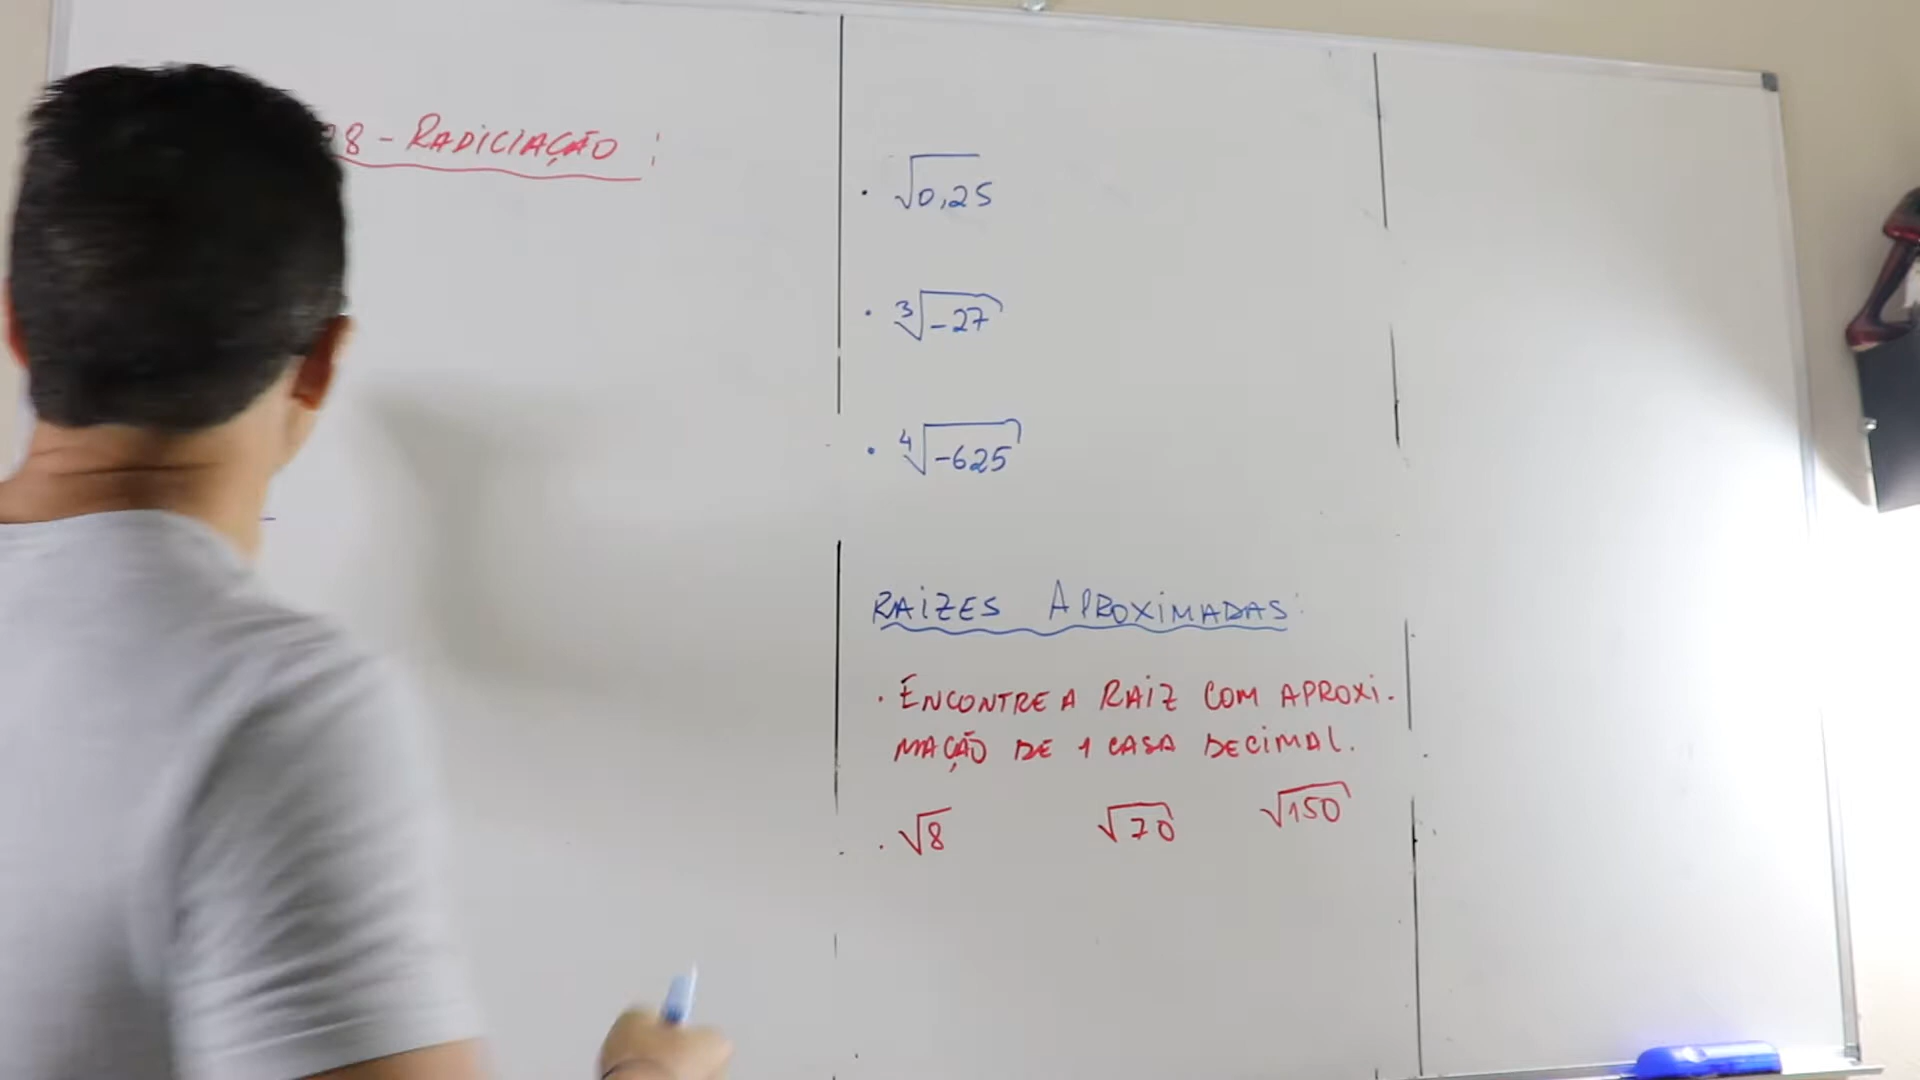 8 - RADICIAÇÃO:
. √0,25
. ³√-27
. ⁴√-625
RAIZES APROXIMADAS:
. ENCONTRE A RAIZ COM APROXI-
MAÇÃO DE 1 CASA DECIMAL.
. √8 √70 √150